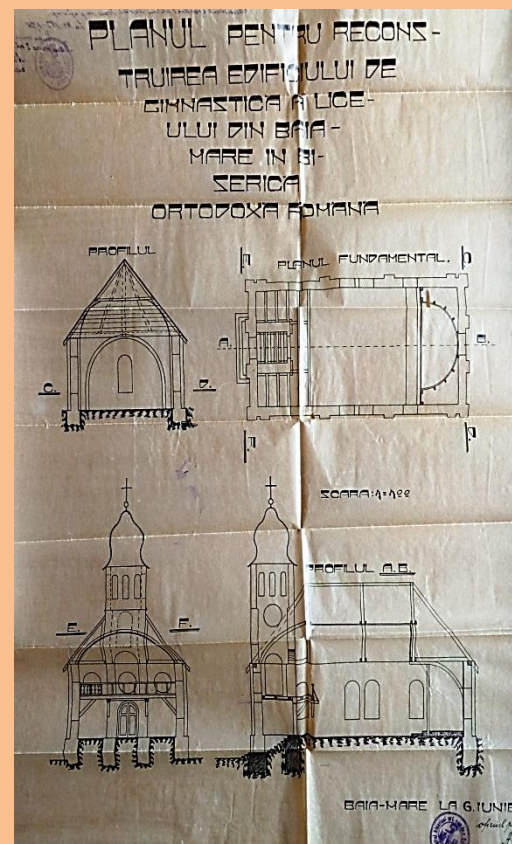 PLANUL PENTRU RECONS-
TRUIREA EDIFICIULUI DE
GIMNASTICA A LICE-
ULUI DIN BAIA-
MARE IN BI-
SERICA
ORTODOXA ROMANA
PROFILUL
PLANUL FUNDAMENTAL.
E.
C.
A.
B.
C.
D.
F.
D.
SCARA: 1=100
PROFILUL A.B.
E.
F.
BAIA-MARE LA 6. IUNIE